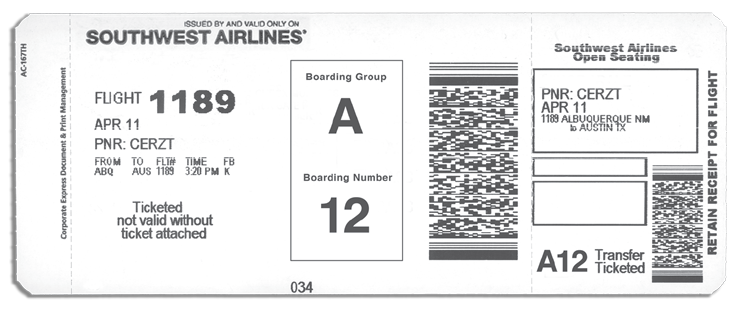 ISSUED BY AND VALID ONLY ON
SOUTHWEST AIRLINES'
AC-167TH
Corporate Express Document & Print Management
FLIGHT 1189
APR 11
PNR: CERZT
FROM TO FLT# TIME FB
ABQ AUS 1189 3:20 PM K
Ticketed
not valid without
ticket attached
Boarding Group
A
Boarding Number
12
034
Southwest Airlines
Open Seating
PNR: CERZT
APR 11
1189 ALBUQUERQUE NM
to AUSTIN TX
A12 Transfer
Ticketed
RETAIN RECEIPT FOR FLIGHT